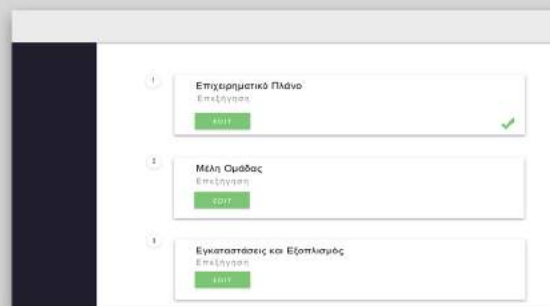 1
Επιχειρηματικό Πλάνο
Επεξήγηση
EDIT
2
Μέλη Ομάδας
Επεξήγηση
EDIT
3
Εγκαταστάσεις και Εξοπλισμός
Επεξήγηση
EDIT